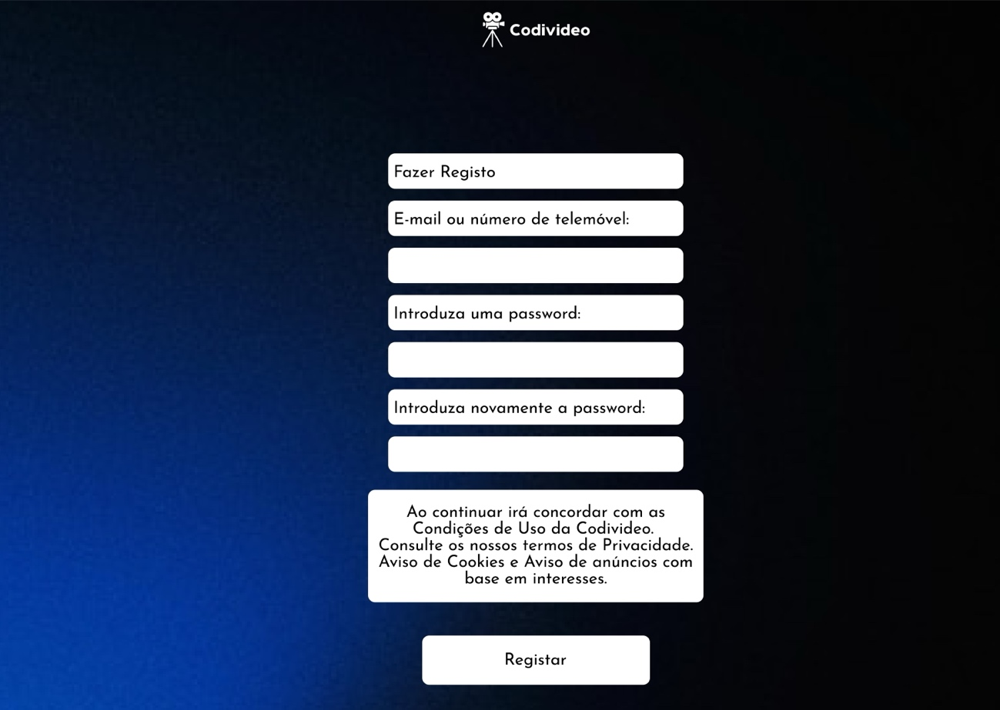 Codivideo
Fazer Registo
E-mail ou número de telemóvel:
Introduza uma password:
Introduza novamente a password:
Ao continuar irá concordar com as
Condições de Uso da Codivideo.
Consulte os nossos termos de Privacidade.
Aviso de Cookies e Aviso de anúncios com
base em interesses.
Registar